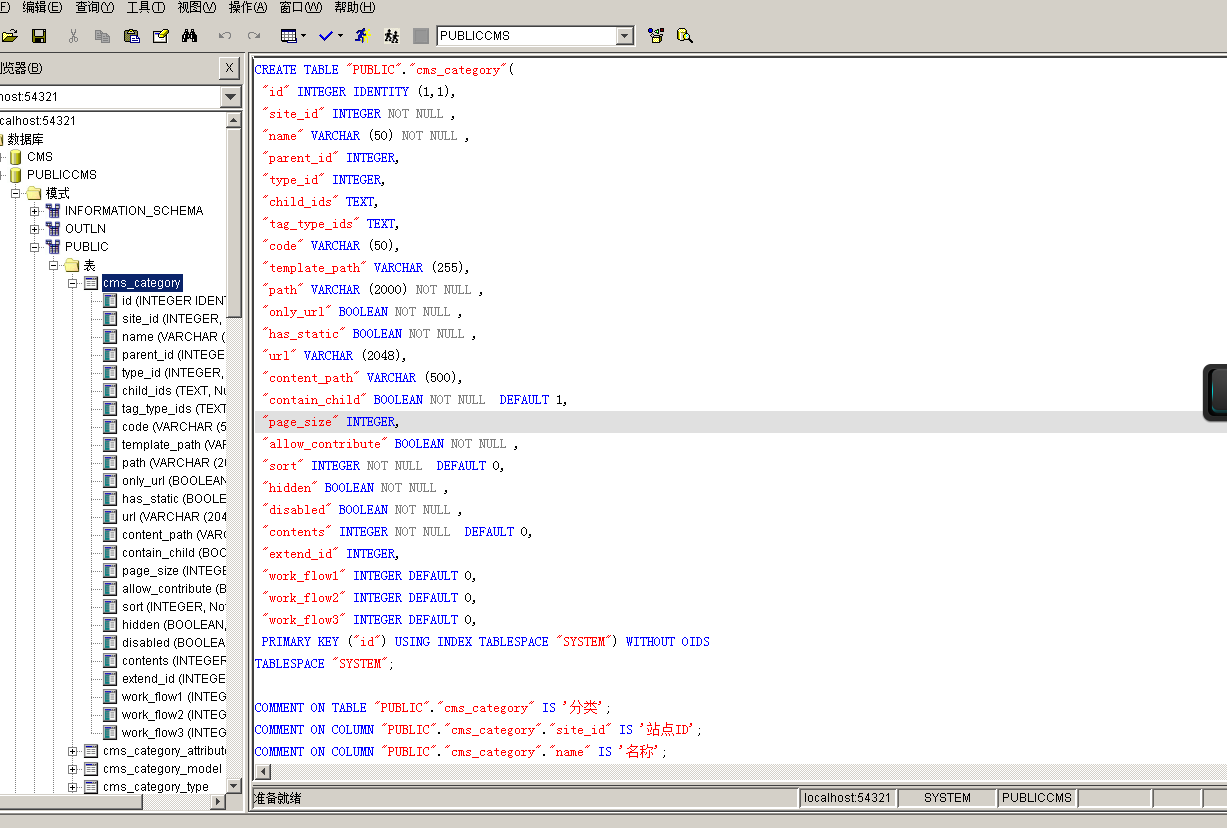 F) 编辑(E) 查询(Y) 工具(T) 视图(V) 操作(A) 窗口(W) 帮助(H)
PUBLICCMS
浏览器(B) X
host:54321
calhost:54321
数据库
CMS
PUBLICCMS
模式
INFORMATION_SCHEMA
OUTLN
PUBLIC
表
cms_category
id (INTEGER IDEN
site_id (INTEGER,
name (VARCHAR (
parent_id (INTEGE
type_id (INTEGER,
child_ids (TEXT, Nu
tag_type_ids (TEXT
code (VARCHAR (5
template_path (VAR
path (VARCHAR (20
only_url (BOOLEAN
has_static (BOOLE
url (VARCHAR (204
content_path (VARC
contain_child (BOO
page_size (INTEGE
allow_contribute (B
sort (INTEGER, No
hidden (BOOLEAN,
disabled (BOOLEA
contents (INTEGER
extend_id (INTEGE
work_flow1 (INTEG
work_flow2 (INTEG
work_flow3 (INTEG
cms_category_attribute
cms_category_model
cms_category_type
CREATE TABLE "PUBLIC"."cms_category"(
"id" INTEGER IDENTITY (1,1),
"site_id" INTEGER NOT NULL ,
"name" VARCHAR (50) NOT NULL ,
"parent_id" INTEGER,
"type_id" INTEGER,
"child_ids" TEXT,
"tag_type_ids" TEXT,
"code" VARCHAR (50),
"template_path" VARCHAR (255),
"path" VARCHAR (2000) NOT NULL ,
"only_url" BOOLEAN NOT NULL ,
"has_static" BOOLEAN NOT NULL ,
"url" VARCHAR (2048),
"content_path" VARCHAR (500),
"contain_child" BOOLEAN NOT NULL DEFAULT 1,
"page_size" INTEGER,
"allow_contribute" BOOLEAN NOT NULL ,
"sort" INTEGER NOT NULL DEFAULT 0,
"hidden" BOOLEAN NOT NULL ,
"disabled" BOOLEAN NOT NULL ,
"contents" INTEGER NOT NULL DEFAULT 0,
"extend_id" INTEGER,
"work_flow1" INTEGER DEFAULT 0,
"work_flow2" INTEGER DEFAULT 0,
"work_flow3" INTEGER DEFAULT 0,
PRIMARY KEY ("id") USING INDEX TABLESPACE "SYSTEM") WITHOUT OIDS
TABLESPACE "SYSTEM";
COMMENT ON TABLE "PUBLIC"."cms_category" IS '分类';
COMMENT ON COLUMN "PUBLIC"."cms_category"."site_id" IS '站点ID';
COMMENT ON COLUMN "PUBLIC"."cms_category"."name" IS '名称';
准备就绪 localhost:54321 SYSTEM PUBLICCMS